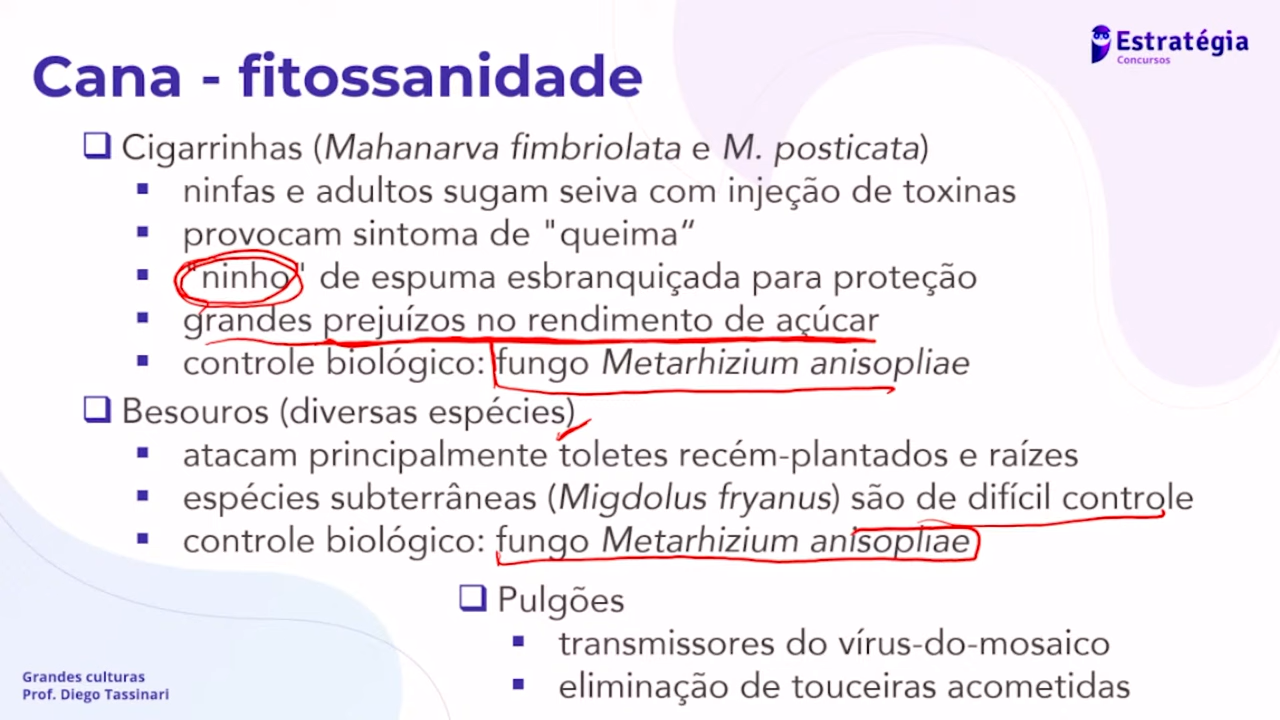 Estratégia
Concursos
Cana - fitossanidade
Cigarrinhas (Mahanarva fimbriolata e M. posticata)
ninfas e adultos sugam seiva com injeção de toxinas
provocam sintoma de "queima”
"ninho" de espuma esbranquiçada para proteção
grandes prejuízos no rendimento de açúcar
controle biológico: fungo Metarhizium anisopliae
Besouros (diversas espécies)
atacam principalmente toletes recém-plantados e raízes
espécies subterrâneas (Migdolus fryanus) são de difícil controle
controle biológico: fungo Metarhizium anisopliae
Pulgões
transmissores do vírus-do-mosaico
eliminação de touceiras acometidas
Grandes culturas
Prof. Diego Tassinari